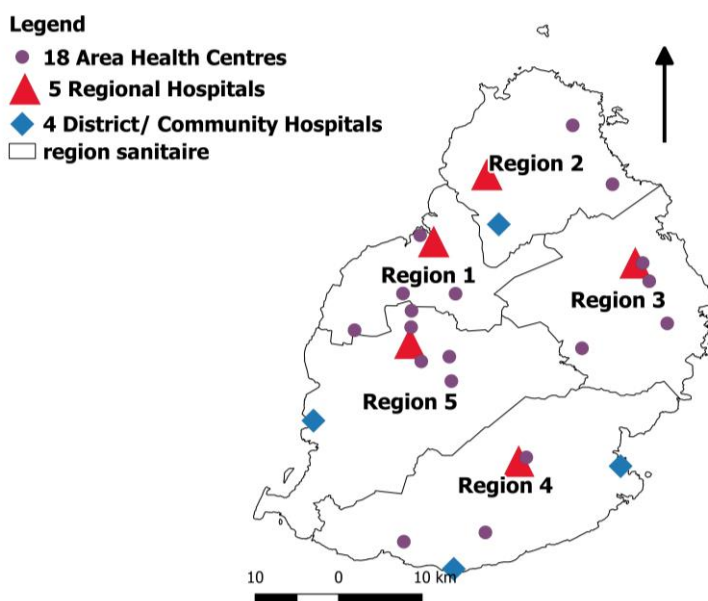 Legend
18 Area Health Centres
5 Regional Hospitals
4 District/ Community Hospitals
region sanitaire
Region 2
Region 1
Region 3
Region 5
Region 4
10 0 10 km